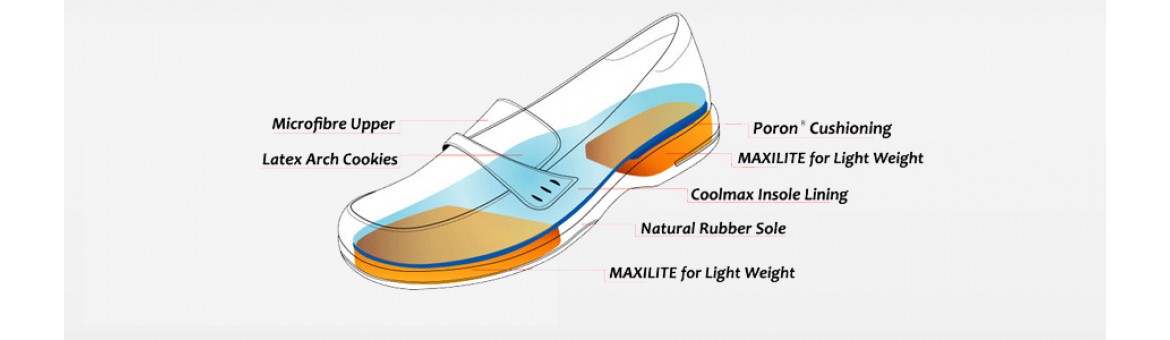 Microfibre Upper
Latex Arch Cookies
Poron® Cushioning
MAXILITE for Light Weight
Coolmax Insole Lining
Natural Rubber Sole
MAXILITE for Light Weight